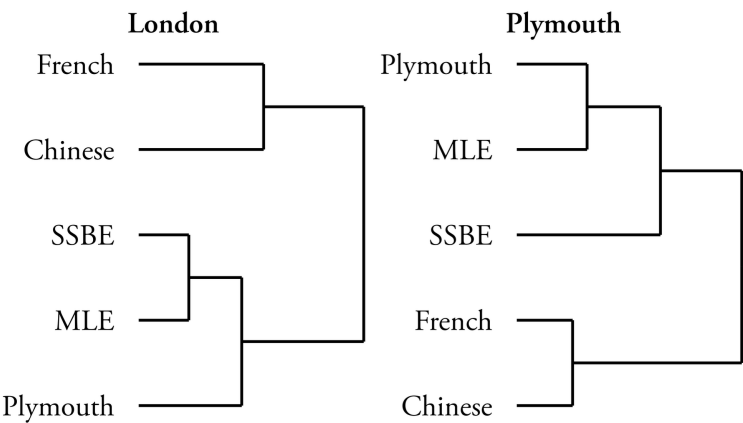 London
French
Chinese
SSBE
MLE
Plymouth
Plymouth
Plymouth
MLE
SSBE
French
Chinese